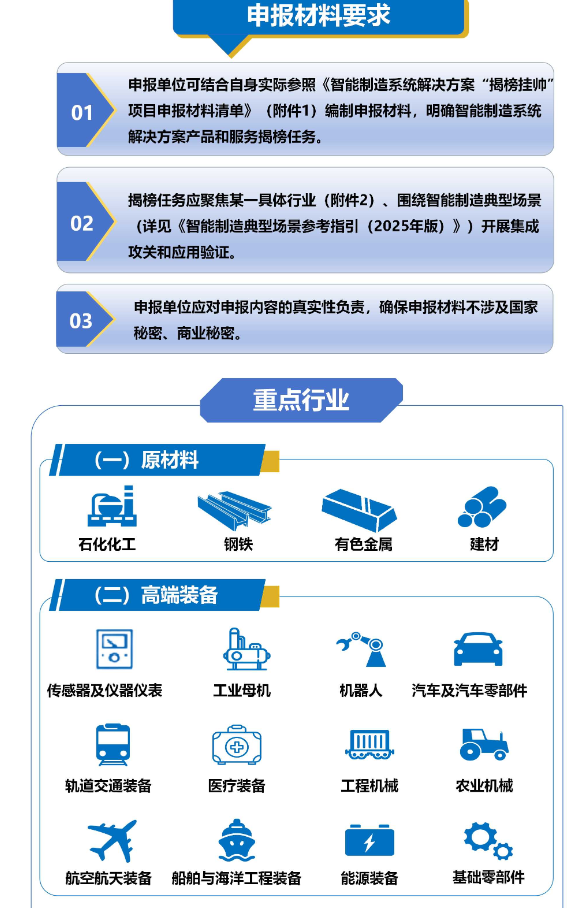 申报材料要求
01
申报单位可结合自身实际参照《智能制造系统解决方案“揭榜挂帅”
项目申报材料清单》（附件1）编制申报材料，明确智能制造系统
解决方案产品和服务揭榜任务。
02
揭榜任务应聚焦某一具体行业（附件2）、围绕智能制造典型场景
（详见《智能制造典型场景参考指引（2025年版）》）开展集成
攻关和应用验证。
03
申报单位应对申报内容的真实性负责，确保申报材料不涉及国家
秘密、商业秘密。
重点行业
（一）原材料
石化化工 钢铁 有色金属 建材
（二）高端装备
传感器及仪器仪表 工业母机 机器人 汽车及汽车零部件
轨道交通装备 医疗装备 工程机械 农业机械
航空航天装备 船舶与海洋工程装备 能源装备 基础零部件